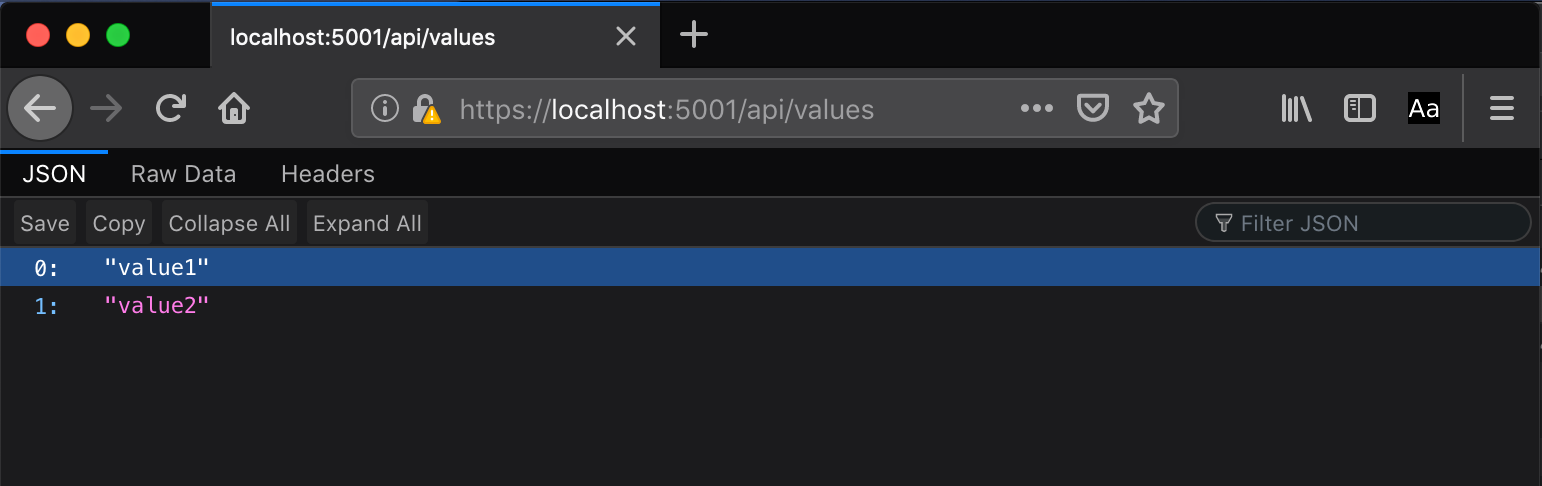 localhost:5001/api/values
https://localhost:5001/api/values
Aa
JSON Raw Data Headers
Save Copy Collapse All Expand All Filter JSON
0: "value1"
1: "value2"